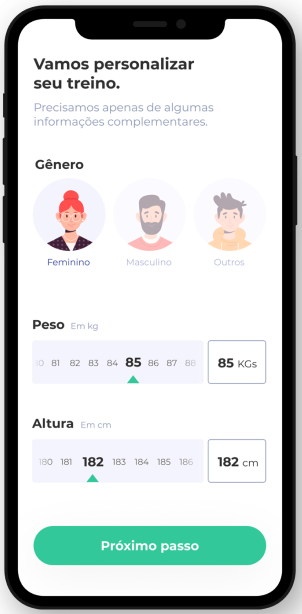 Vamos personalizar
seu treino.
Precisamos apenas de algumas
informações complementares.
Gênero
Feminino Masculino Outros
Peso Em kg
81 82 83 84 85 86 87 88 85 KGs
Altura Em cm
180 181 182 183 184 185 186 182 cm
Próximo passo